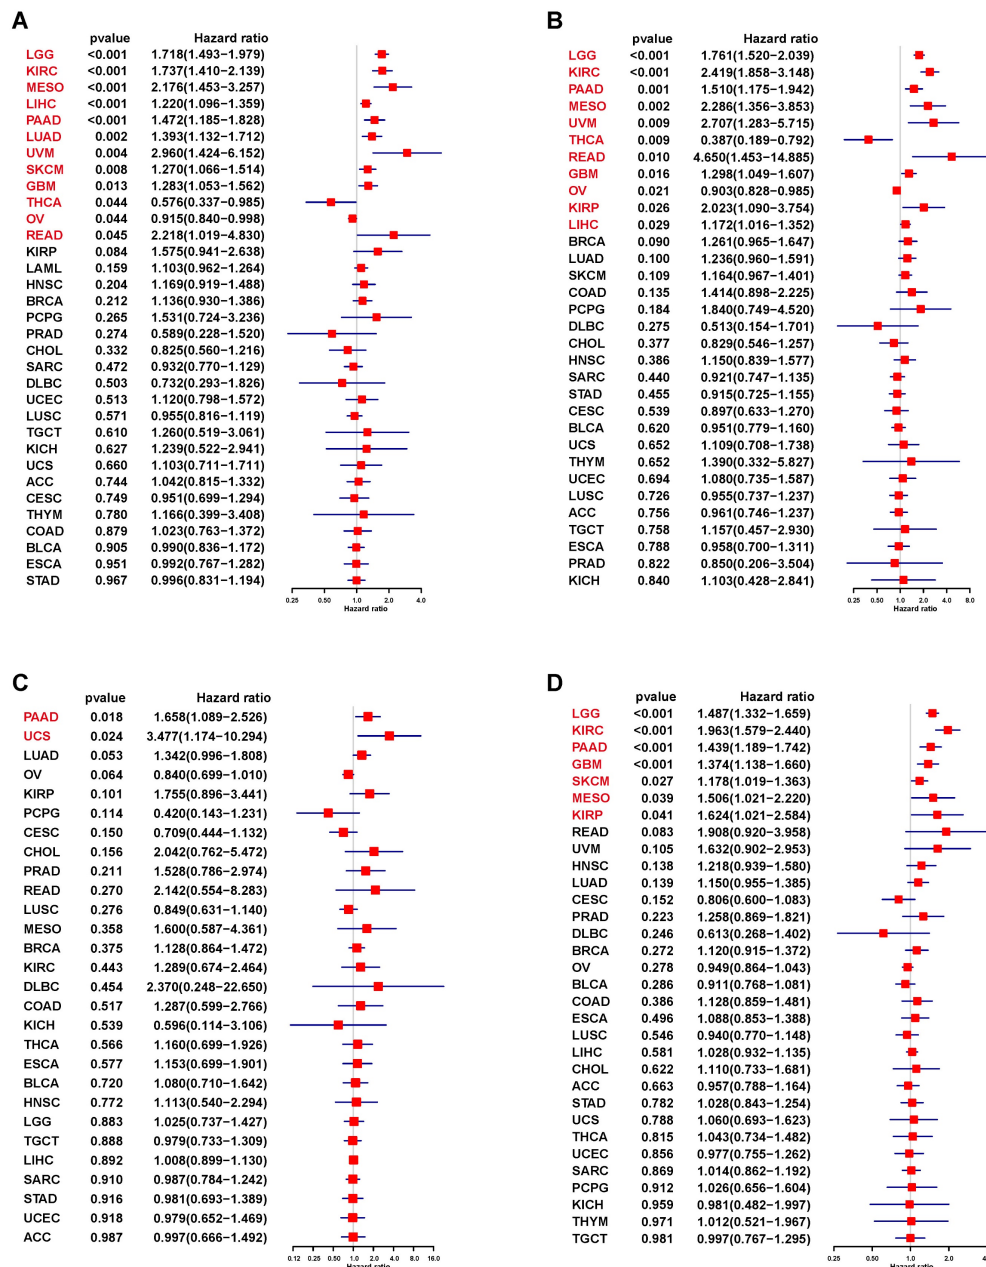 A
pvalue Hazard ratio
LGG <0.001 1.718(1.493−1.979)
KIRC <0.001 1.737(1.410−2.139)
MESO <0.001 2.176(1.453−3.257)
LIHC <0.001 1.220(1.096−1.359)
PAAD <0.001 1.472(1.185−1.828)
LUAD 0.002 1.393(1.132−1.712)
UVM 0.004 2.960(1.424−6.152)
SKCM 0.008 1.270(1.066−1.514)
GBM 0.013 1.283(1.053−1.562)
THCA 0.044 0.576(0.337−0.985)
OV 0.044 0.915(0.840−0.998)
READ 0.045 2.218(1.019−4.830)
KIRP 0.084 1.575(0.941−2.638)
LAML 0.159 1.103(0.962−1.264)
HNSC 0.204 1.169(0.919−1.488)
BRCA 0.212 1.136(0.930−1.386)
PCPG 0.265 1.531(0.724−3.236)
PRAD 0.274 0.589(0.228−1.520)
CHOL 0.332 0.825(0.560−1.216)
SARC 0.472 0.932(0.770−1.129)
DLBC 0.503 0.732(0.293−1.826)
UCEC 0.513 1.120(0.798−1.572)
LUSC 0.571 0.955(0.816−1.119)
TGCT 0.610 1.260(0.519−3.061)
KICH 0.627 1.239(0.522−2.941)
UCS 0.660 1.103(0.711−1.711)
ACC 0.744 1.042(0.815−1.332)
CESC 0.749 0.951(0.699−1.294)
THYM 0.780 1.166(0.399−3.408)
COAD 0.879 1.023(0.763−1.372)
BLCA 0.905 0.990(0.836−1.172)
ESCA 0.951 0.992(0.767−1.282)
STAD 0.967 0.996(0.831−1.194)
0.25 0.50 1.0 2.0 4.0
Hazard ratio
B
pvalue Hazard ratio
LGG <0.001 1.761(1.520−2.039)
KIRC <0.001 2.419(1.858−3.148)
PAAD 0.001 1.510(1.175−1.942)
MESO 0.002 2.286(1.356−3.853)
UVM 0.009 2.707(1.283−5.715)
THCA 0.009 0.387(0.189−0.792)
READ 0.010 4.650(1.453−14.885)
GBM 0.016 1.298(1.049−1.607)
OV 0.021 0.903(0.828−0.985)
KIRP 0.026 2.023(1.090−3.754)
LIHC 0.029 1.172(1.016−1.352)
BRCA 0.090 1.261(0.965−1.647)
LUAD 0.100 1.236(0.960−1.591)
SKCM 0.109 1.164(0.967−1.401)
COAD 0.135 1.414(0.898−2.225)
PCPG 0.184 1.840(0.749−4.520)
DLBC 0.275 0.513(0.154−1.701)
CHOL 0.377 0.829(0.546−1.257)
HNSC 0.386 1.150(0.839−1.577)
SARC 0.440 0.921(0.747−1.135)
STAD 0.455 0.915(0.725−1.155)
CESC 0.539 0.897(0.633−1.270)
BLCA 0.620 0.951(0.779−1.160)
UCS 0.652 1.109(0.708−1.738)
THYM 0.652 1.390(0.332−5.827)
UCEC 0.694 1.080(0.735−1.587)
LUSC 0.726 0.955(0.737−1.237)
ACC 0.756 0.961(0.746−1.237)
TGCT 0.758 1.157(0.457−2.930)
ESCA 0.788 0.958(0.700−1.311)
PRAD 0.822 0.850(0.206−3.504)
KICH 0.840 1.103(0.428−2.841)
0.25 0.50 1.0 2.0 4.0 8.0
Hazard ratio
C
pvalue Hazard ratio
PAAD 0.018 1.658(1.089−2.526)
UCS 0.024 3.477(1.174−10.294)
LUAD 0.053 1.342(0.996−1.808)
OV 0.064 0.840(0.699−1.010)
KIRP 0.101 1.755(0.896−3.441)
PCPG 0.114 0.420(0.143−1.231)
CESC 0.150 0.709(0.444−1.132)
CHOL 0.156 2.042(0.762−5.472)
PRAD 0.211 1.528(0.786−2.974)
READ 0.270 2.142(0.554−8.283)
LUSC 0.276 0.849(0.631−1.140)
MESO 0.358 1.600(0.587−4.361)
BRCA 0.375 1.128(0.864−1.472)
KIRC 0.443 1.289(0.674−2.464)
DLBC 0.454 2.370(0.248−22.650)
COAD 0.517 1.287(0.599−2.766)
KICH 0.539 0.596(0.114−3.106)
THCA 0.566 1.160(0.699−1.926)
ESCA 0.577 1.153(0.699−1.901)
BLCA 0.720 1.080(0.710−1.642)
HNSC 0.772 1.113(0.540−2.294)
LGG 0.883 1.025(0.737−1.427)
TGCT 0.888 0.979(0.733−1.309)
LIHC 0.892 1.008(0.899−1.130)
SARC 0.910 0.987(0.784−1.242)
STAD 0.916 0.981(0.693−1.389)
UCEC 0.918 0.979(0.652−1.469)
ACC 0.987 0.997(0.666−1.492)
0.12 0.25 0.50 1.0 2.0 4.0 8.0 16.0
Hazard ratio
D
pvalue Hazard ratio
LGG <0.001 1.487(1.332−1.659)
KIRC <0.001 1.963(1.579−2.440)
PAAD <0.001 1.439(1.189−1.742)
GBM <0.001 1.374(1.138−1.660)
SKCM 0.027 1.178(1.019−1.363)
MESO 0.039 1.506(1.021−2.220)
KIRP 0.041 1.624(1.021−2.584)
READ 0.083 1.908(0.920−3.958)
UVM 0.105 1.632(0.902−2.953)
HNSC 0.138 1.218(0.939−1.580)
LUAD 0.139 1.150(0.955−1.385)
CESC 0.152 0.806(0.600−1.083)
PRAD 0.223 1.258(0.869−1.821)
DLBC 0.246 0.613(0.268−1.402)
BRCA 0.272 1.120(0.915−1.372)
OV 0.278 0.949(0.864−1.043)
BLCA 0.286 0.911(0.768−1.081)
COAD 0.386 1.128(0.859−1.481)
ESCA 0.496 1.088(0.853−1.388)
LUSC 0.546 0.940(0.770−1.148)
LIHC 0.581 1.028(0.932−1.135)
CHOL 0.622 1.110(0.733−1.681)
ACC 0.663 0.957(0.788−1.164)
STAD 0.782 1.028(0.843−1.254)
UCS 0.788 1.060(0.693−1.623)
THCA 0.815 1.043(0.734−1.482)
UCEC 0.856 0.977(0.755−1.262)
SARC 0.869 1.014(0.862−1.192)
PCPG 0.912 1.026(0.656−1.604)
KICH 0.959 0.981(0.482−1.997)
THYM 0.971 1.012(0.521−1.967)
TGCT 0.981 0.997(0.767−1.295)
0.25 0.50 1.0 2.0
Hazard ratio